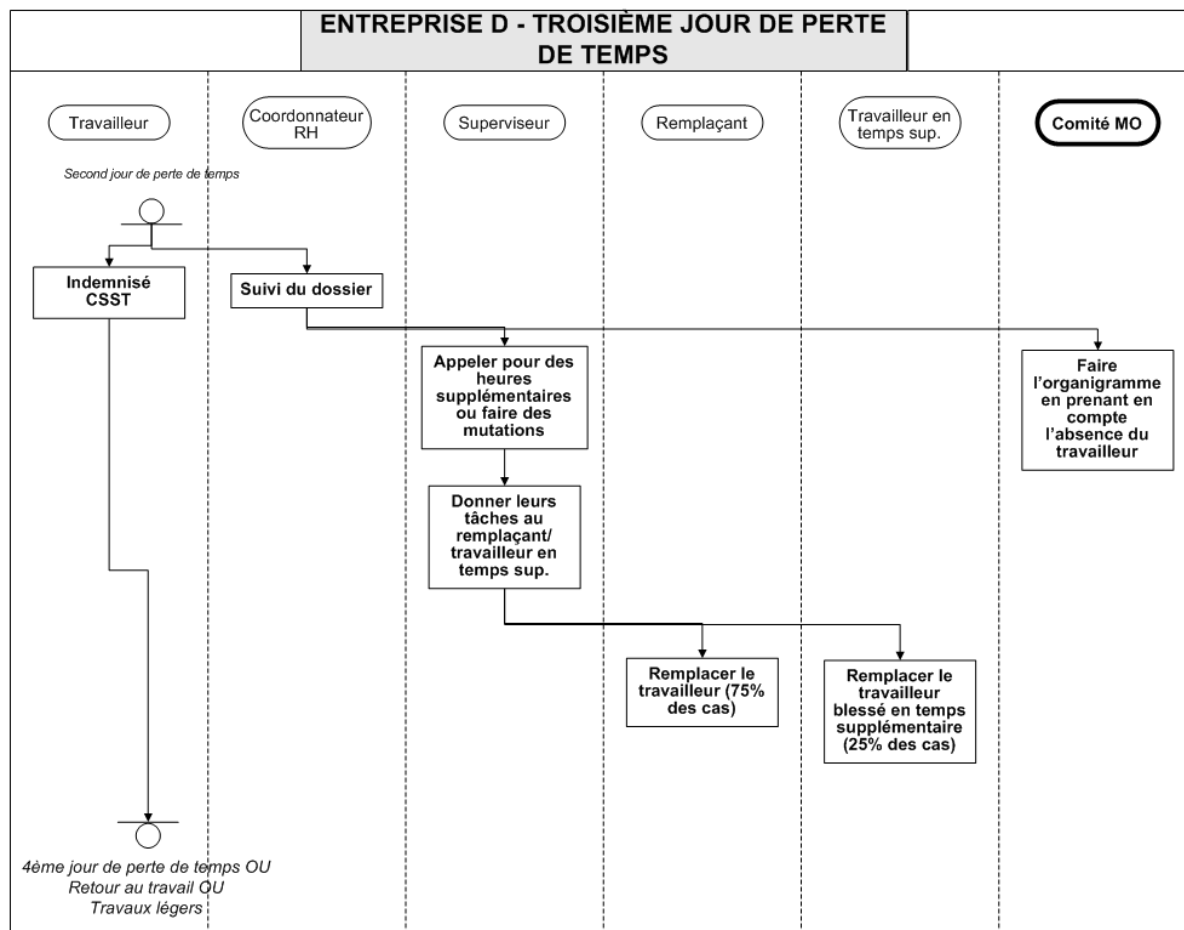 ENTREPRISE D - TROISIÈME JOUR DE PERTE
DE TEMPS
Travailleur
Coordonnateur
RH
Superviseur
Remplaçant
Travailleur en
temps sup.
Comité MO
Second jour de perte de temps
Indemnisé
CSST
Suivi du dossier
Appeler pour des
heures
supplémentaires
ou faire des
mutations
Faire
l'organigramme
en prenant en
compte
l'absence du
travailleur
Donner leurs
tâches au
remplaçant/
travailleur en
temps sup.
Remplacer le
travailleur (75%
des cas)
Remplacer le
travailleur
blessé en temps
supplémentaire
(25% des cas)
4ème jour de perte de temps OU
Retour au travail OU
Travaux légers